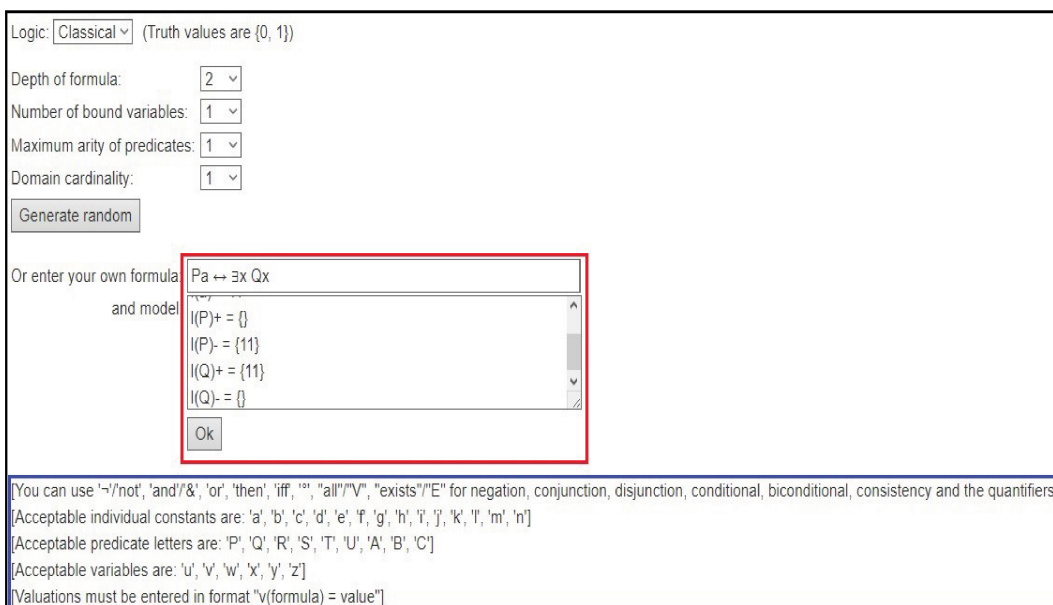 Logic: Classical (Truth values are {0, 1})
Depth of formula: 2
Number of bound variables: 1
Maximum arity of predicates: 1
Domain cardinality: 1
Generate random
Or enter your own formula: Pa ↔ ∃x Qx
and model
I(P)+ = {}
I(P)- = {11}
I(Q)+ = {11}
I(Q)- = {}
Ok
[You can use '¬'/'not', 'and'/'&', 'or', 'then', 'iff', '°', "all"/"V", "exists"/"E" for negation, conjunction, disjunction, conditional, biconditional, consistency and the quantifiers
[Acceptable individual constants are: 'a', 'b', 'c', 'd', 'e', 'f', 'g', 'h', 'i', 'j', 'k', 'l', 'm', 'n']
[Acceptable predicate letters are: 'P', 'Q', 'R', 'S', 'T', 'U', 'A', 'B', 'C']
[Acceptable variables are: 'u', 'v', 'w', 'x', 'y', 'z']
[Valuations must be entered in format "v(formula) = value"]